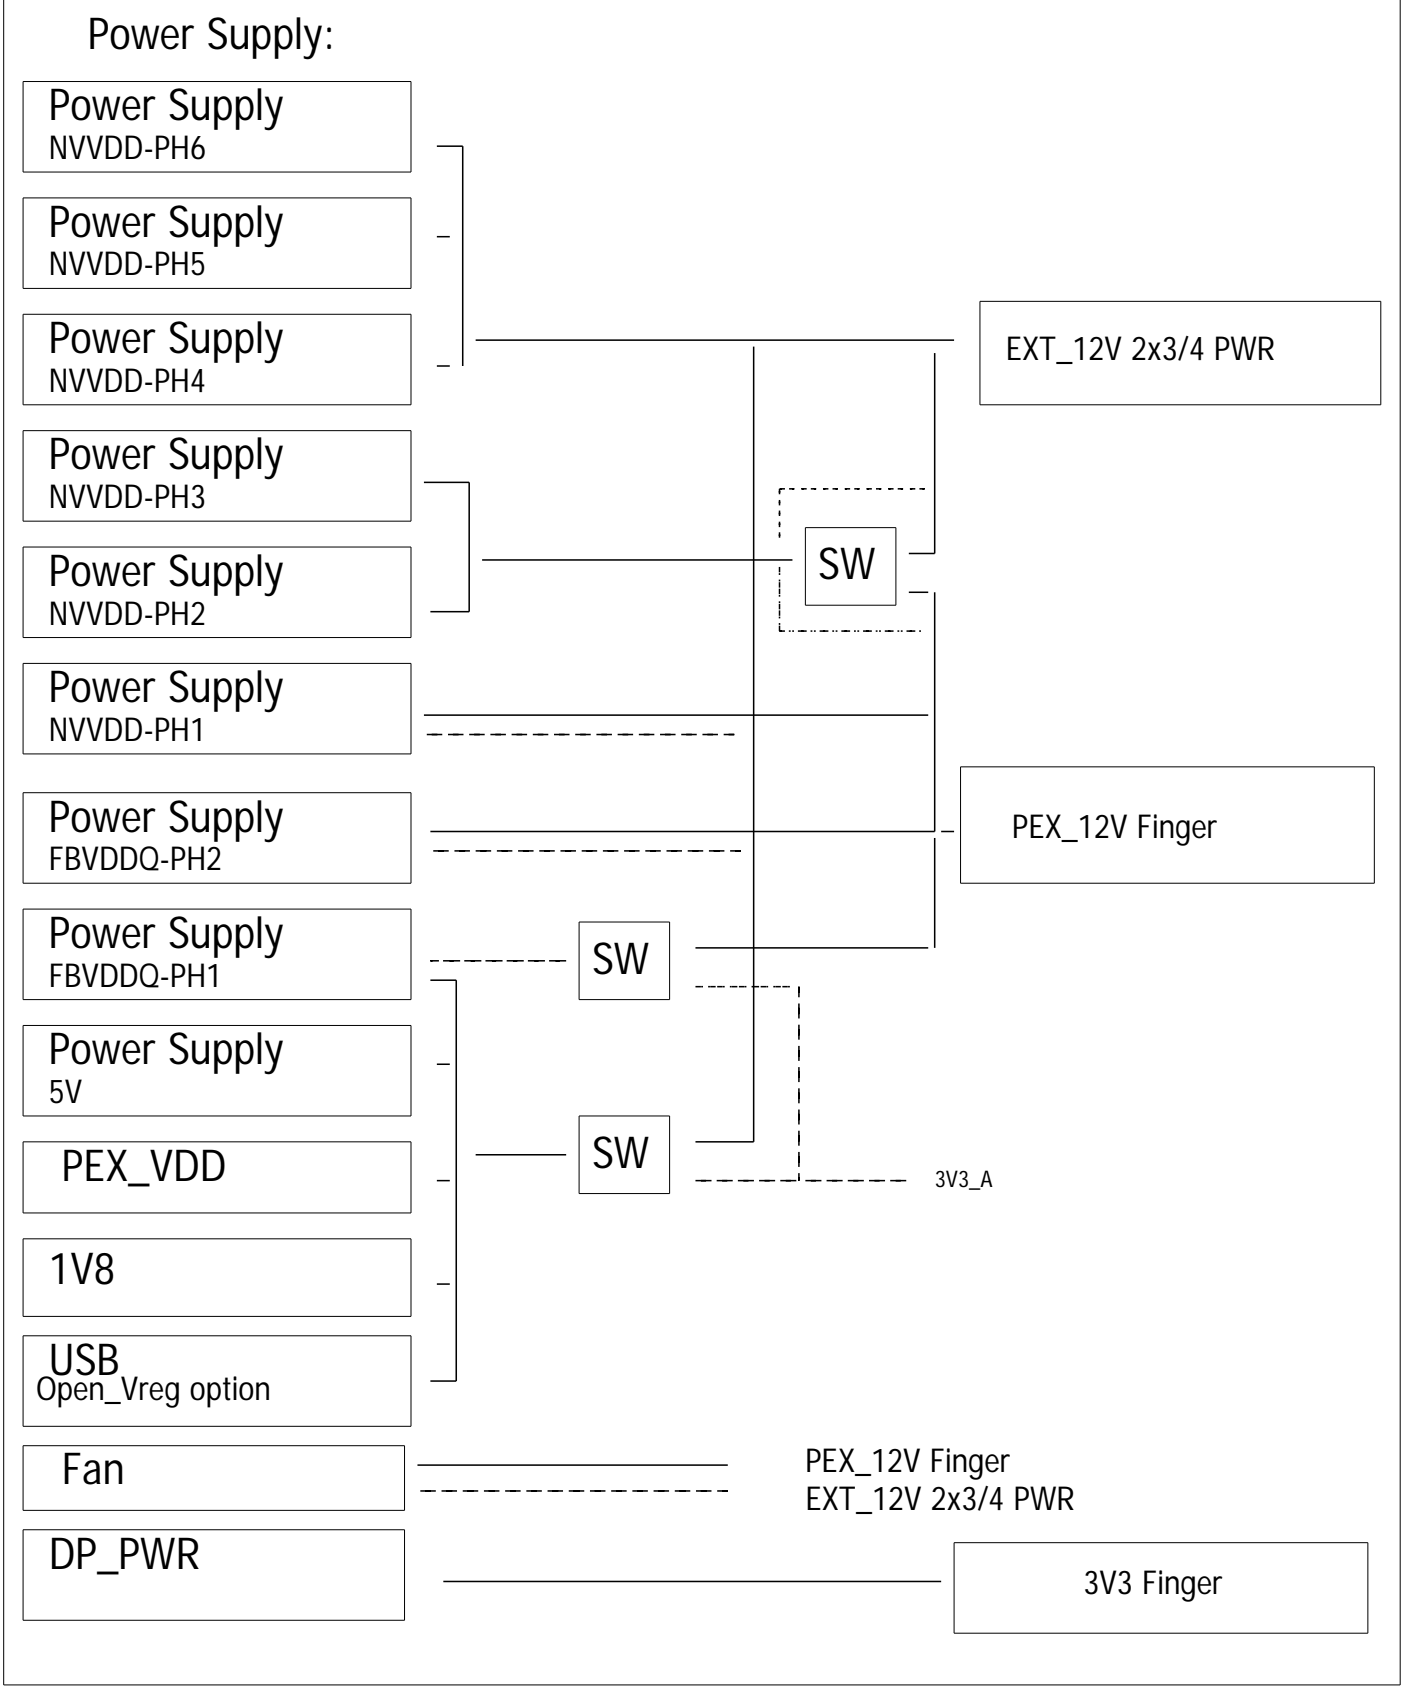 Power Supply:
Power Supply
NVVDD-PH6
Power Supply
NVVDD-PH5
Power Supply
NVVDD-PH4
EXT_12V 2x3/4 PWR
Power Supply
NVVDD-PH3
Power Supply
NVVDD-PH2
SW
Power Supply
NVVDD-PH1
Power Supply
FBVDDQ-PH2
PEX_12V Finger
Power Supply
FBVDDQ-PH1
SW
Power Supply
5V
PEX_VDD
SW
3V3_A
1V8
USB
Open_Vreg option
Fan
PEX_12V Finger
EXT_12V 2x3/4 PWR
DP_PWR
3V3 Finger